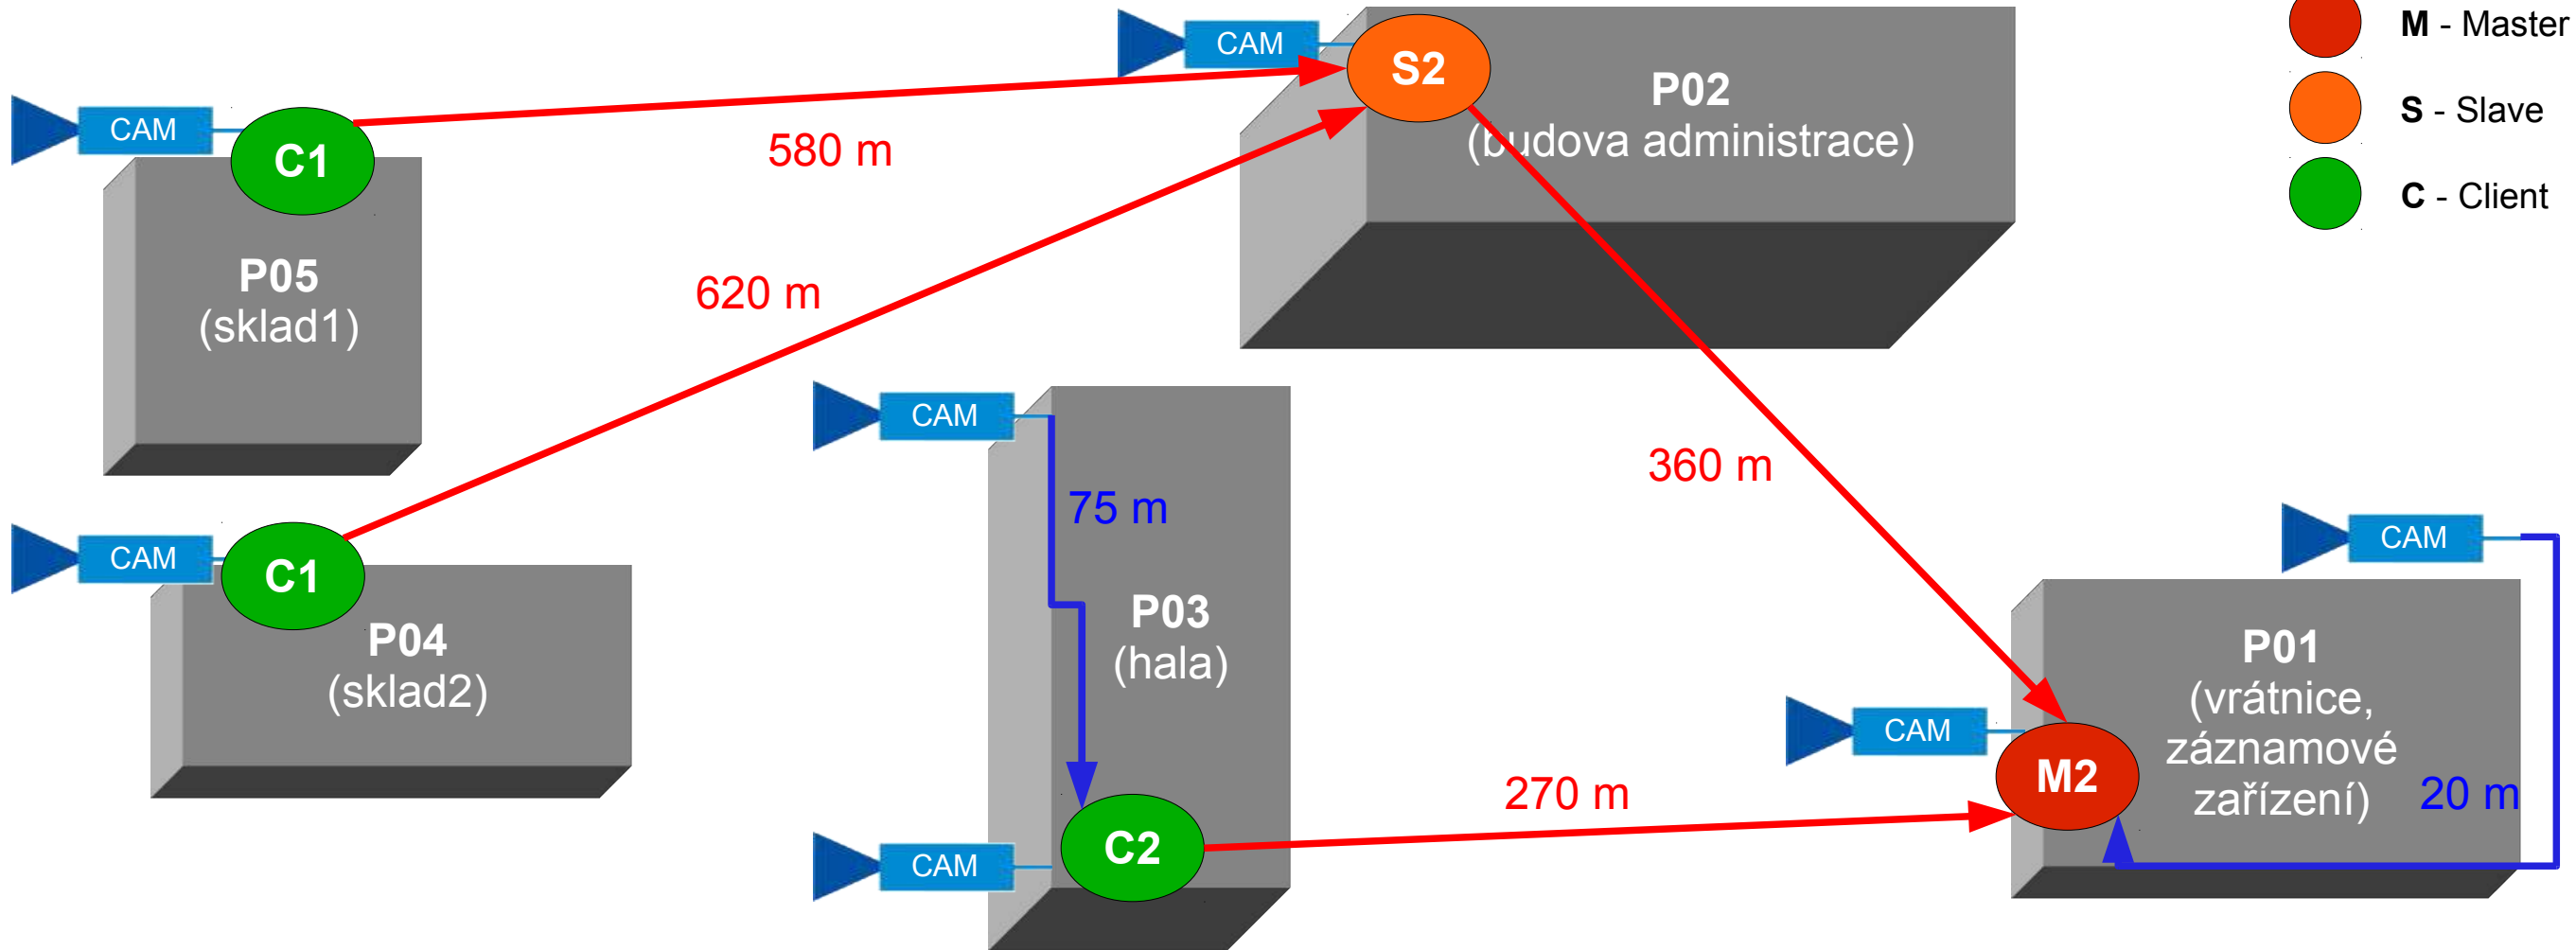 M - Master
S - Slave
C - Client
CAM
S2
P02
(budova administrace)
CAM
C1
580 m
P05
(sklad1)
620 m
CAM
75 m
360 m
CAM
C1
P04
(sklad2)
P03
(hala)
CAM
P01
(vrátnice,
záznamové
zařízení)
20 m
CAM
M2
270 m
CAM
C2